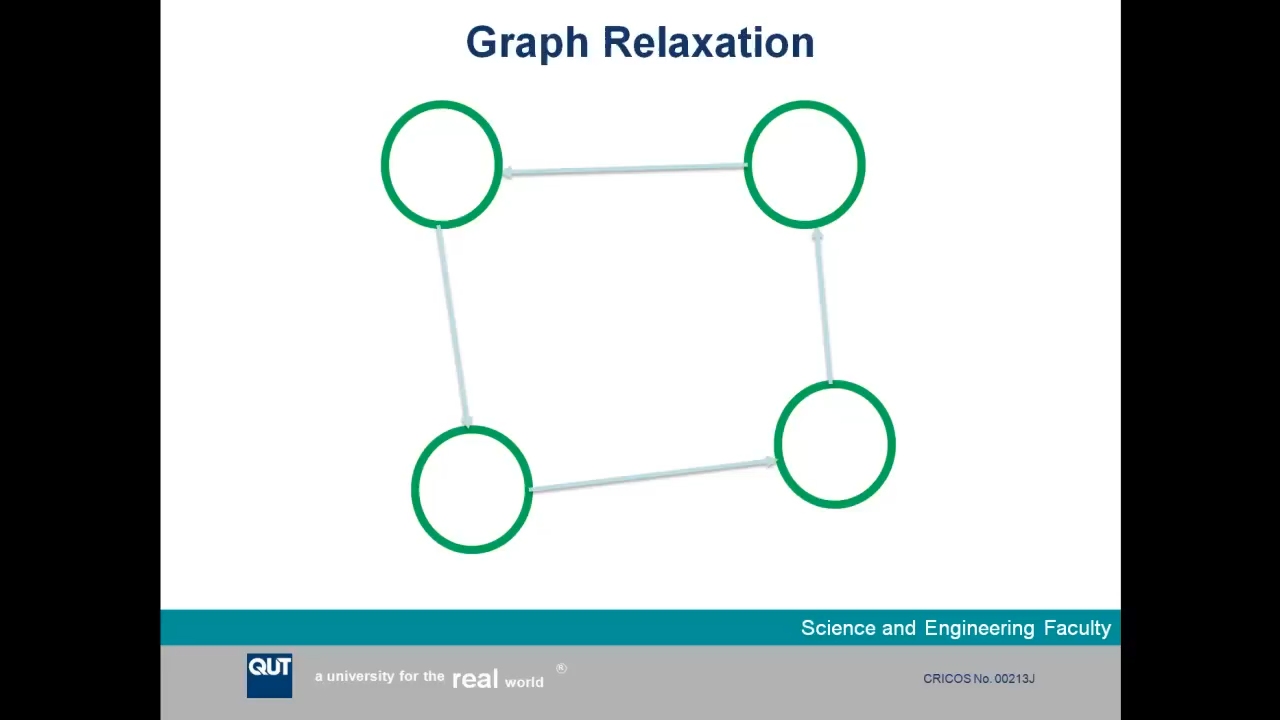 Graph Relaxation
Science and Engineering Faculty
QUT
a university for the real world ®
CRICOS No. 00213J